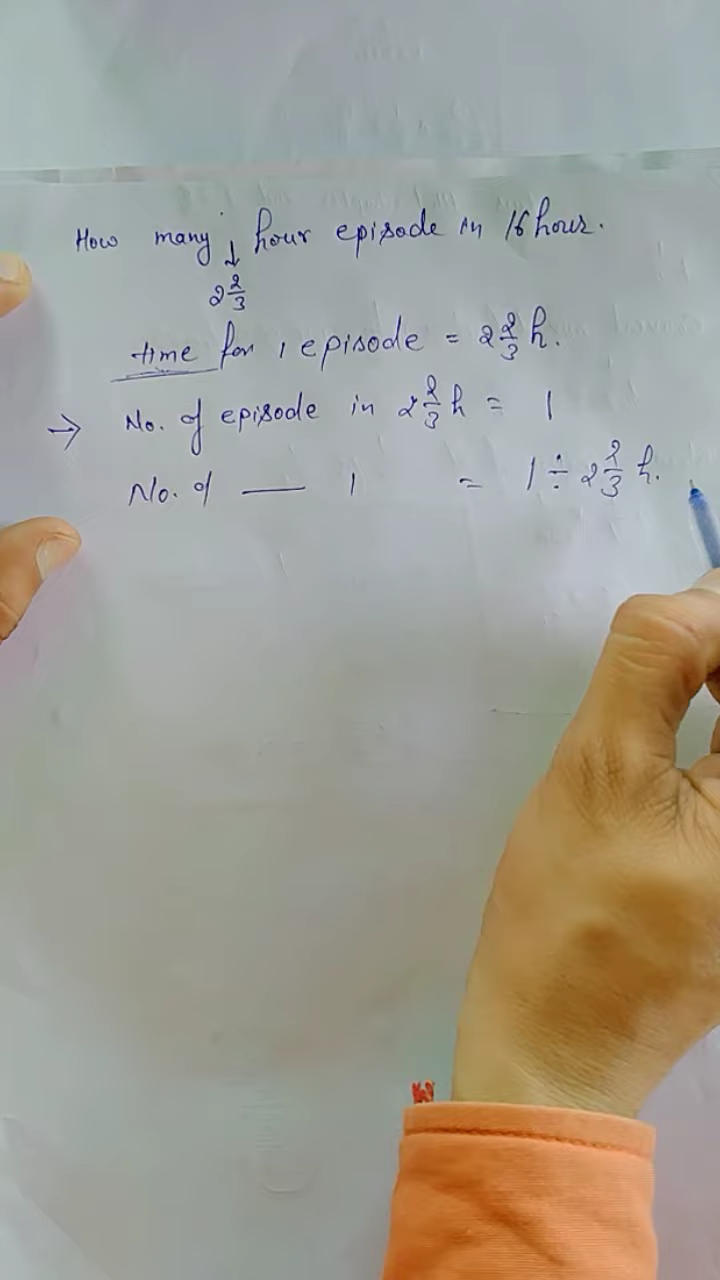 How many ↓ hour episode in 16 hour.
2 2/3
time for 1 episode = 2 2/3 h.
→ No. of episode in 2 2/3 h = 1
No. of — 1 = 1 ÷ 2 2/3 h.